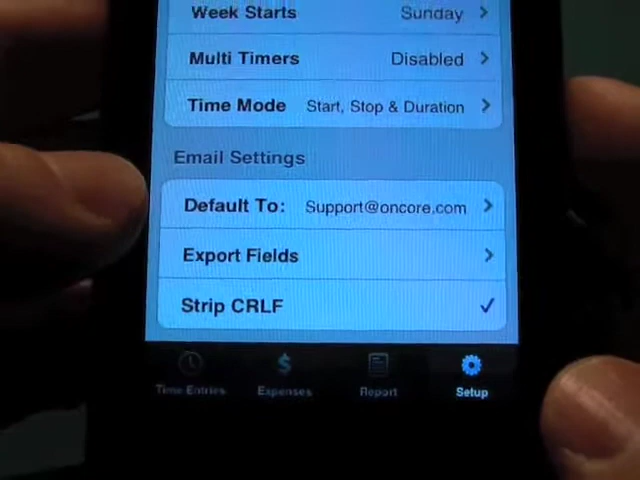 Week Starts Sunday
Multi Timers Disabled
Time Mode Start, Stop & Duration
Email Settings
Default To: Support@oncore.com
Export Fields
Strip CRLF
Time Entries Expenses Report Setup